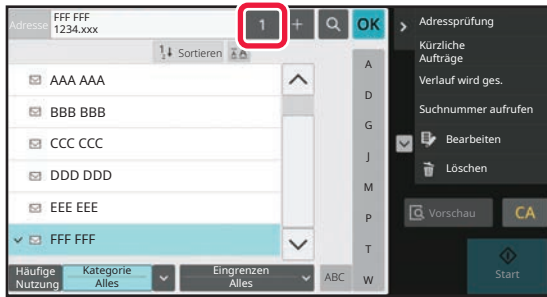 Adresse
FFF FFF
1234.xxx
1
+
OK
Sortieren
AAA AAA
BBB BBB
CCC CCC
DDD DDD
EEE EEE
FFF FFF
A
D
G
J
M
P
T
W
Häufige
Nutzung
Kategorie
Alles
Eingrenzen
Alles
ABC
Adressprüfung
Kürzliche
Aufträge
Verlauf wird ges.
Suchnummer aufrufen
Bearbeiten
Löschen
Vorschau
CA
Start